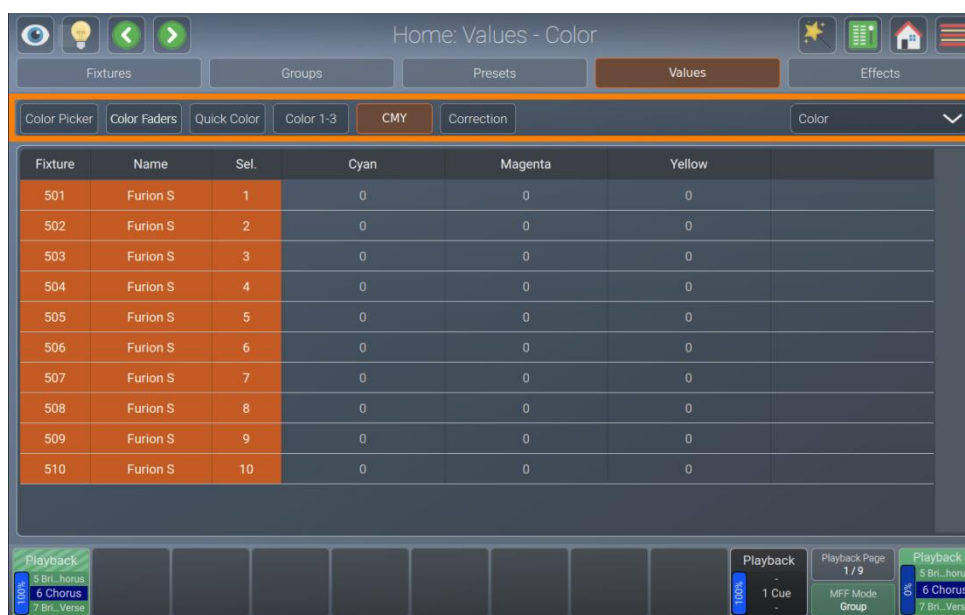 Home: Values - Color
Fixtures Groups Presets Values Effects
Color Picker Color Faders Quick Color Color 1-3 CMY Correction Color
Fixture Name Sel. Cyan Magenta Yellow
501 Furion S 1 0 0 0
502 Furion S 2 0 0 0
503 Furion S 3 0 0 0
504 Furion S 4 0 0 0
505 Furion S 5 0 0 0
506 Furion S 6 0 0 0
507 Furion S 7 0 0 0
508 Furion S 8 0 0 0
509 Furion S 9 0 0 0
510 Furion S 10 0 0 0
Playback
100%
5 Bri...horus
6 Chorus
7 Bri...Verse
Playback
100%
-
1 Cue
-
Playback Page
1/9
MFF Mode
Group
Playback
0%
5 Bri...horus
6 Chorus
7 Bri...Verse